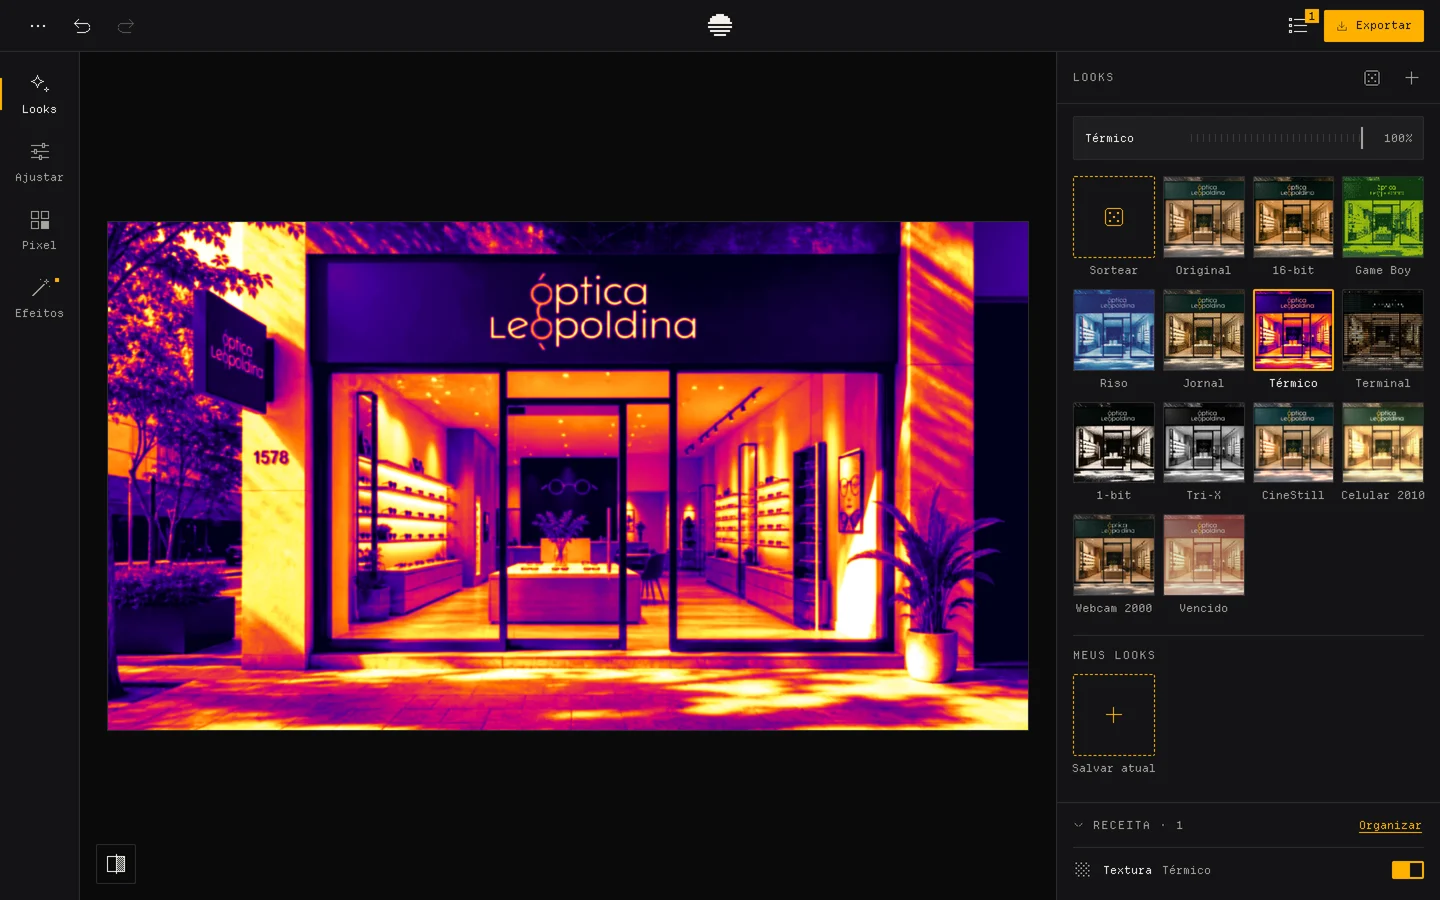 1
Exportar
Looks
Ajustar
Pixel
Efeitos
óptica
Leopoldina
óptica
Leopoldina
1578
LOOKS
Térmico
100%
Sortear
Original
16-bit
Game Boy
Riso
Jornal
Térmico
Terminal
1-bit
Tri-X
CineStill
Celular 2010
Webcam 2000
Vencido
MEUS LOOKS
Salvar atual
RECEITA · 1
Organizar
Textura Térmico